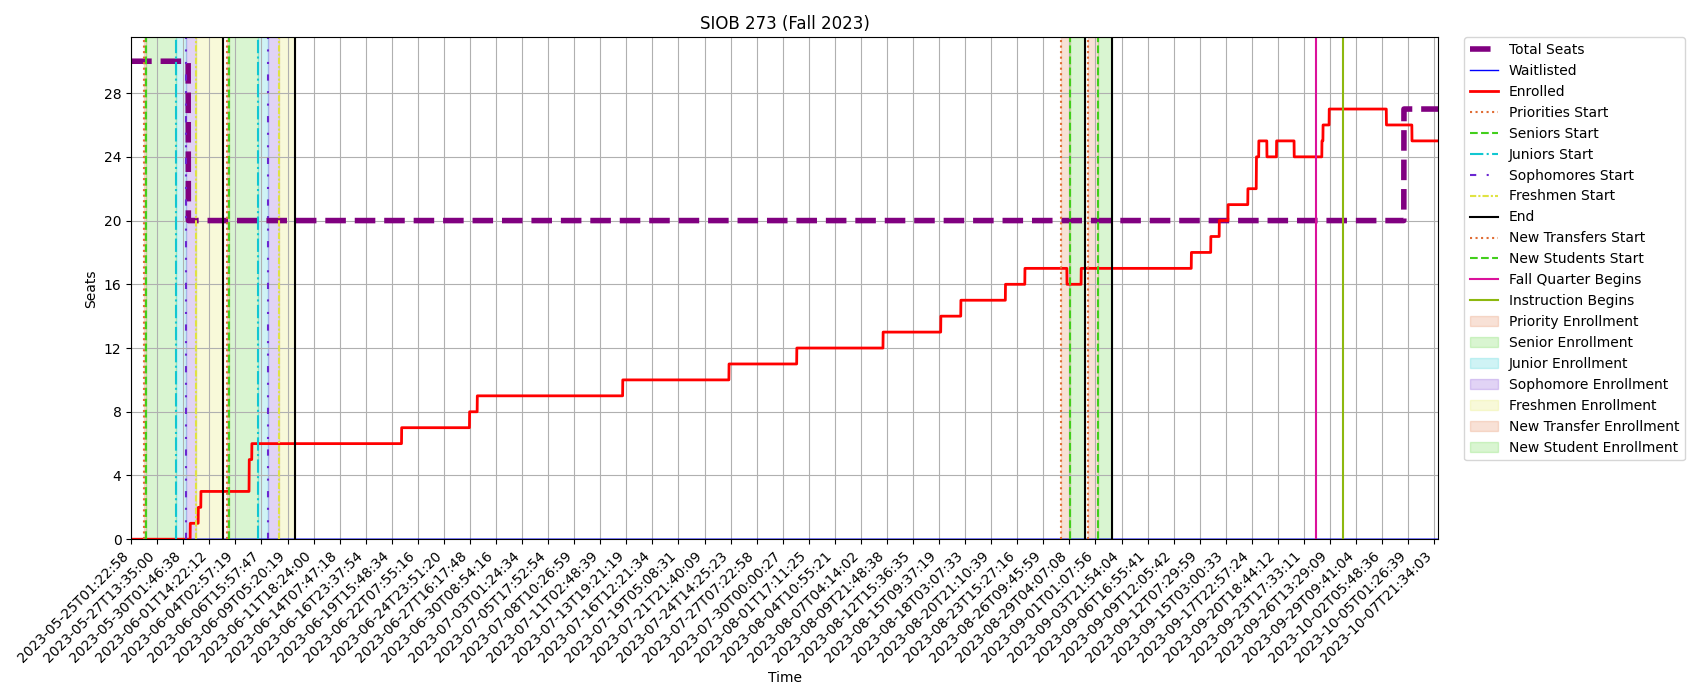 SIOB 273 (Fall 2023)
Seats
28
24
20
16
12
8
4
0
2023-05-25T01:22:58
2023-05-27T13:35:00
2023-05-30T01:46:38
2023-06-01T14:22:12
2023-06-04T02:57:19
2023-06-06T15:57:47
2023-06-09T05:20:19
2023-06-11T18:24:00
2023-06-14T07:47:18
2023-06-16T23:37:54
2023-06-19T15:48:34
2023-06-22T07:55:16
2023-06-24T23:51:20
2023-06-27T16:17:48
2023-06-30T08:54:16
2023-07-03T01:24:34
2023-07-05T17:52:54
2023-07-08T10:26:59
2023-07-11T02:48:39
2023-07-13T19:21:19
2023-07-16T12:21:34
2023-07-19T05:08:31
2023-07-21T21:40:09
2023-07-24T14:25:23
2023-07-27T07:22:58
2023-07-30T00:00:27
2023-08-01T17:11:25
2023-08-04T10:55:21
2023-08-07T04:14:02
2023-08-09T21:48:38
2023-08-12T15:36:35
2023-08-15T09:37:19
2023-08-18T03:07:33
2023-08-20T21:10:39
2023-08-23T15:27:16
2023-08-26T09:45:59
2023-08-29T04:07:08
2023-09-01T01:07:56
2023-09-03T21:54:04
2023-09-06T16:55:41
2023-09-09T12:05:42
2023-09-12T07:29:59
2023-09-15T03:00:33
2023-09-17T22:57:24
2023-09-20T18:44:12
2023-09-23T17:33:11
2023-09-26T13:29:09
2023-09-29T09:41:04
2023-10-02T05:48:36
2023-10-05T01:26:39
2023-10-07T21:34:03
Time
Total Seats
Waitlisted
Enrolled
Priorities Start
Seniors Start
Juniors Start
Sophomores Start
Freshmen Start
End
New Transfers Start
New Students Start
Fall Quarter Begins
Instruction Begins
Priority Enrollment
Senior Enrollment
Junior Enrollment
Sophomore Enrollment
Freshmen Enrollment
New Transfer Enrollment
New Student Enrollment